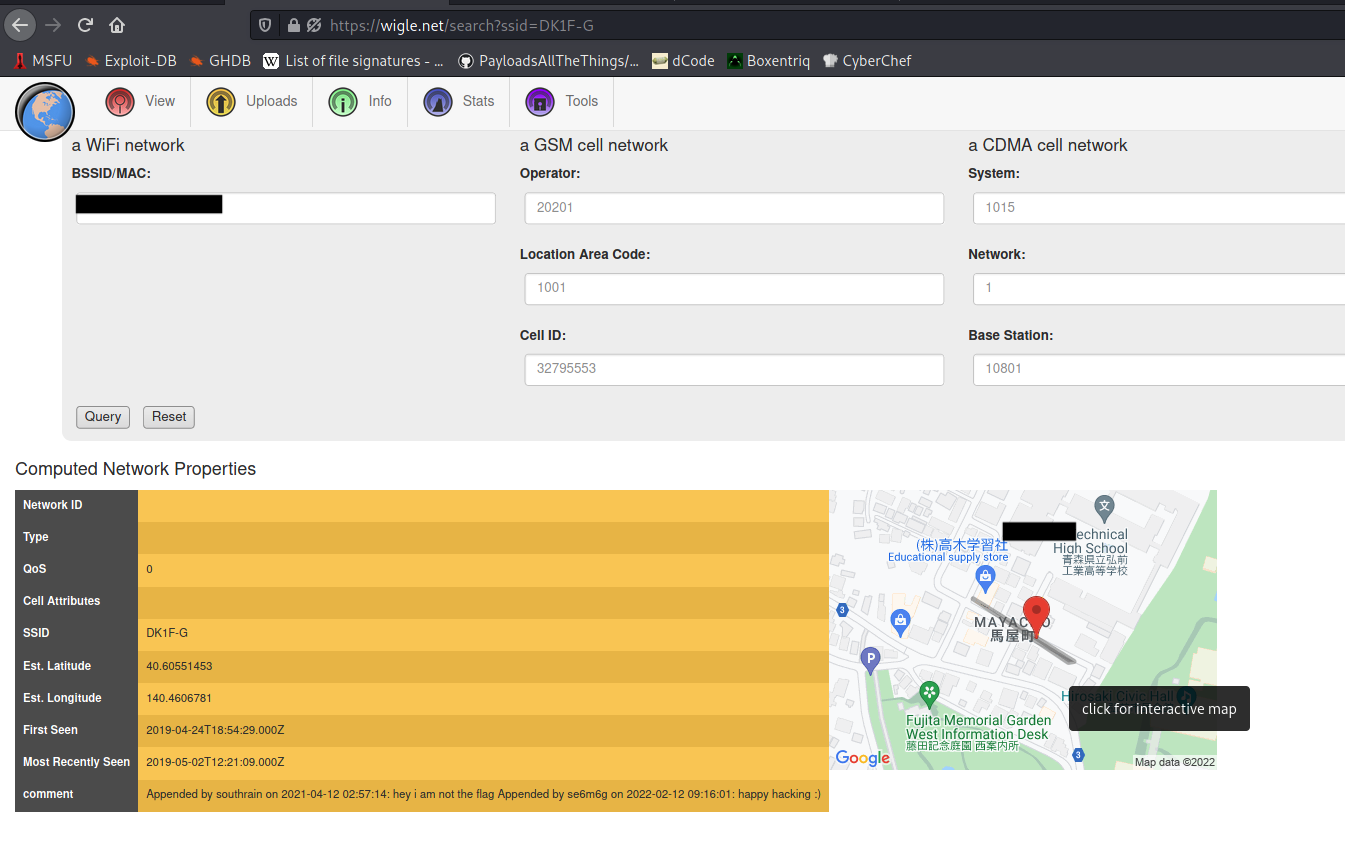 https://wigle.net/search?ssid=DK1F-G
MSFU Exploit-DB GHDB List of file signatures - ... PayloadsAllTheThings/... dCode Boxentriq CyberChef
View Uploads Info Stats Tools
a WiFi network
BSSID/MAC:
a GSM cell network
Operator:
20201
Location Area Code:
1001
Cell ID:
32795553
a CDMA cell network
System:
1015
Network:
1
Base Station:
10801
Query Reset
Computed Network Properties
Network ID
Type
QoS 0
Cell Attributes
SSID DK1F-G
Est. Latitude 40.60551453
Est. Longitude 140.4606781
First Seen 2019-04-24T18:54:29.000Z
Most Recently Seen 2019-05-02T12:21:09.000Z
comment Appended by southrain on 2021-04-12 02:57:14: hey i am not the flag Appended by se6m6g on 2022-02-12 09:16:01: happy hacking :)
文
echnical
High School
青森県立弘前
工業高等学校
(株)高木学習社
Educational supply store
3
MAYACHO
馬屋町
P
Hirosaki Civic Hall
click for interactive map
Fujita Memorial Garden
West Information Desk
藤田記念庭園 西案内所
3
Google
Map data ©2022